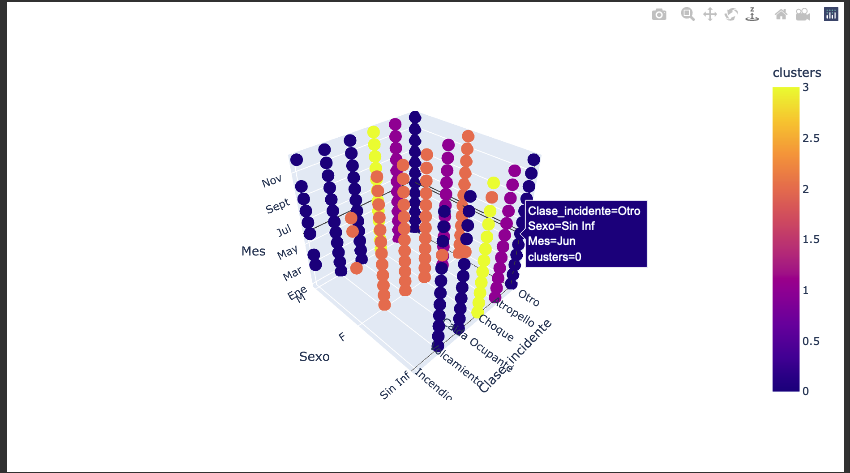 clusters
3
2.5
2
1.5
1
0.5
0
Nov
Sept
Jul
May
Mar
Ene
Mes
M
F
Sin Inf
Sexo
Clase_incidente=Otro
Sexo=Sin Inf
Mes=Jun
clusters=0
Otro
Atropello
Choque
Ocupante
Incendio